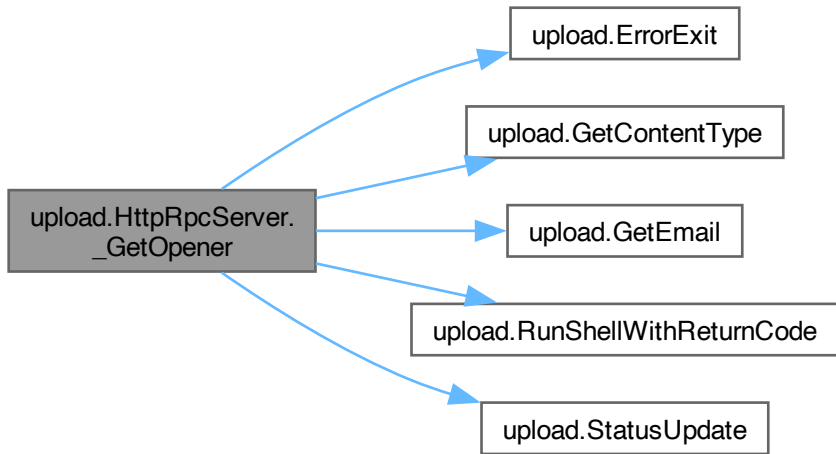 upload.ErrorExit
upload.GetContentType
upload.HttpRpcServer.
_GetOpener
upload.GetEmail
upload.RunShellWithReturnCode
upload.StatusUpdate